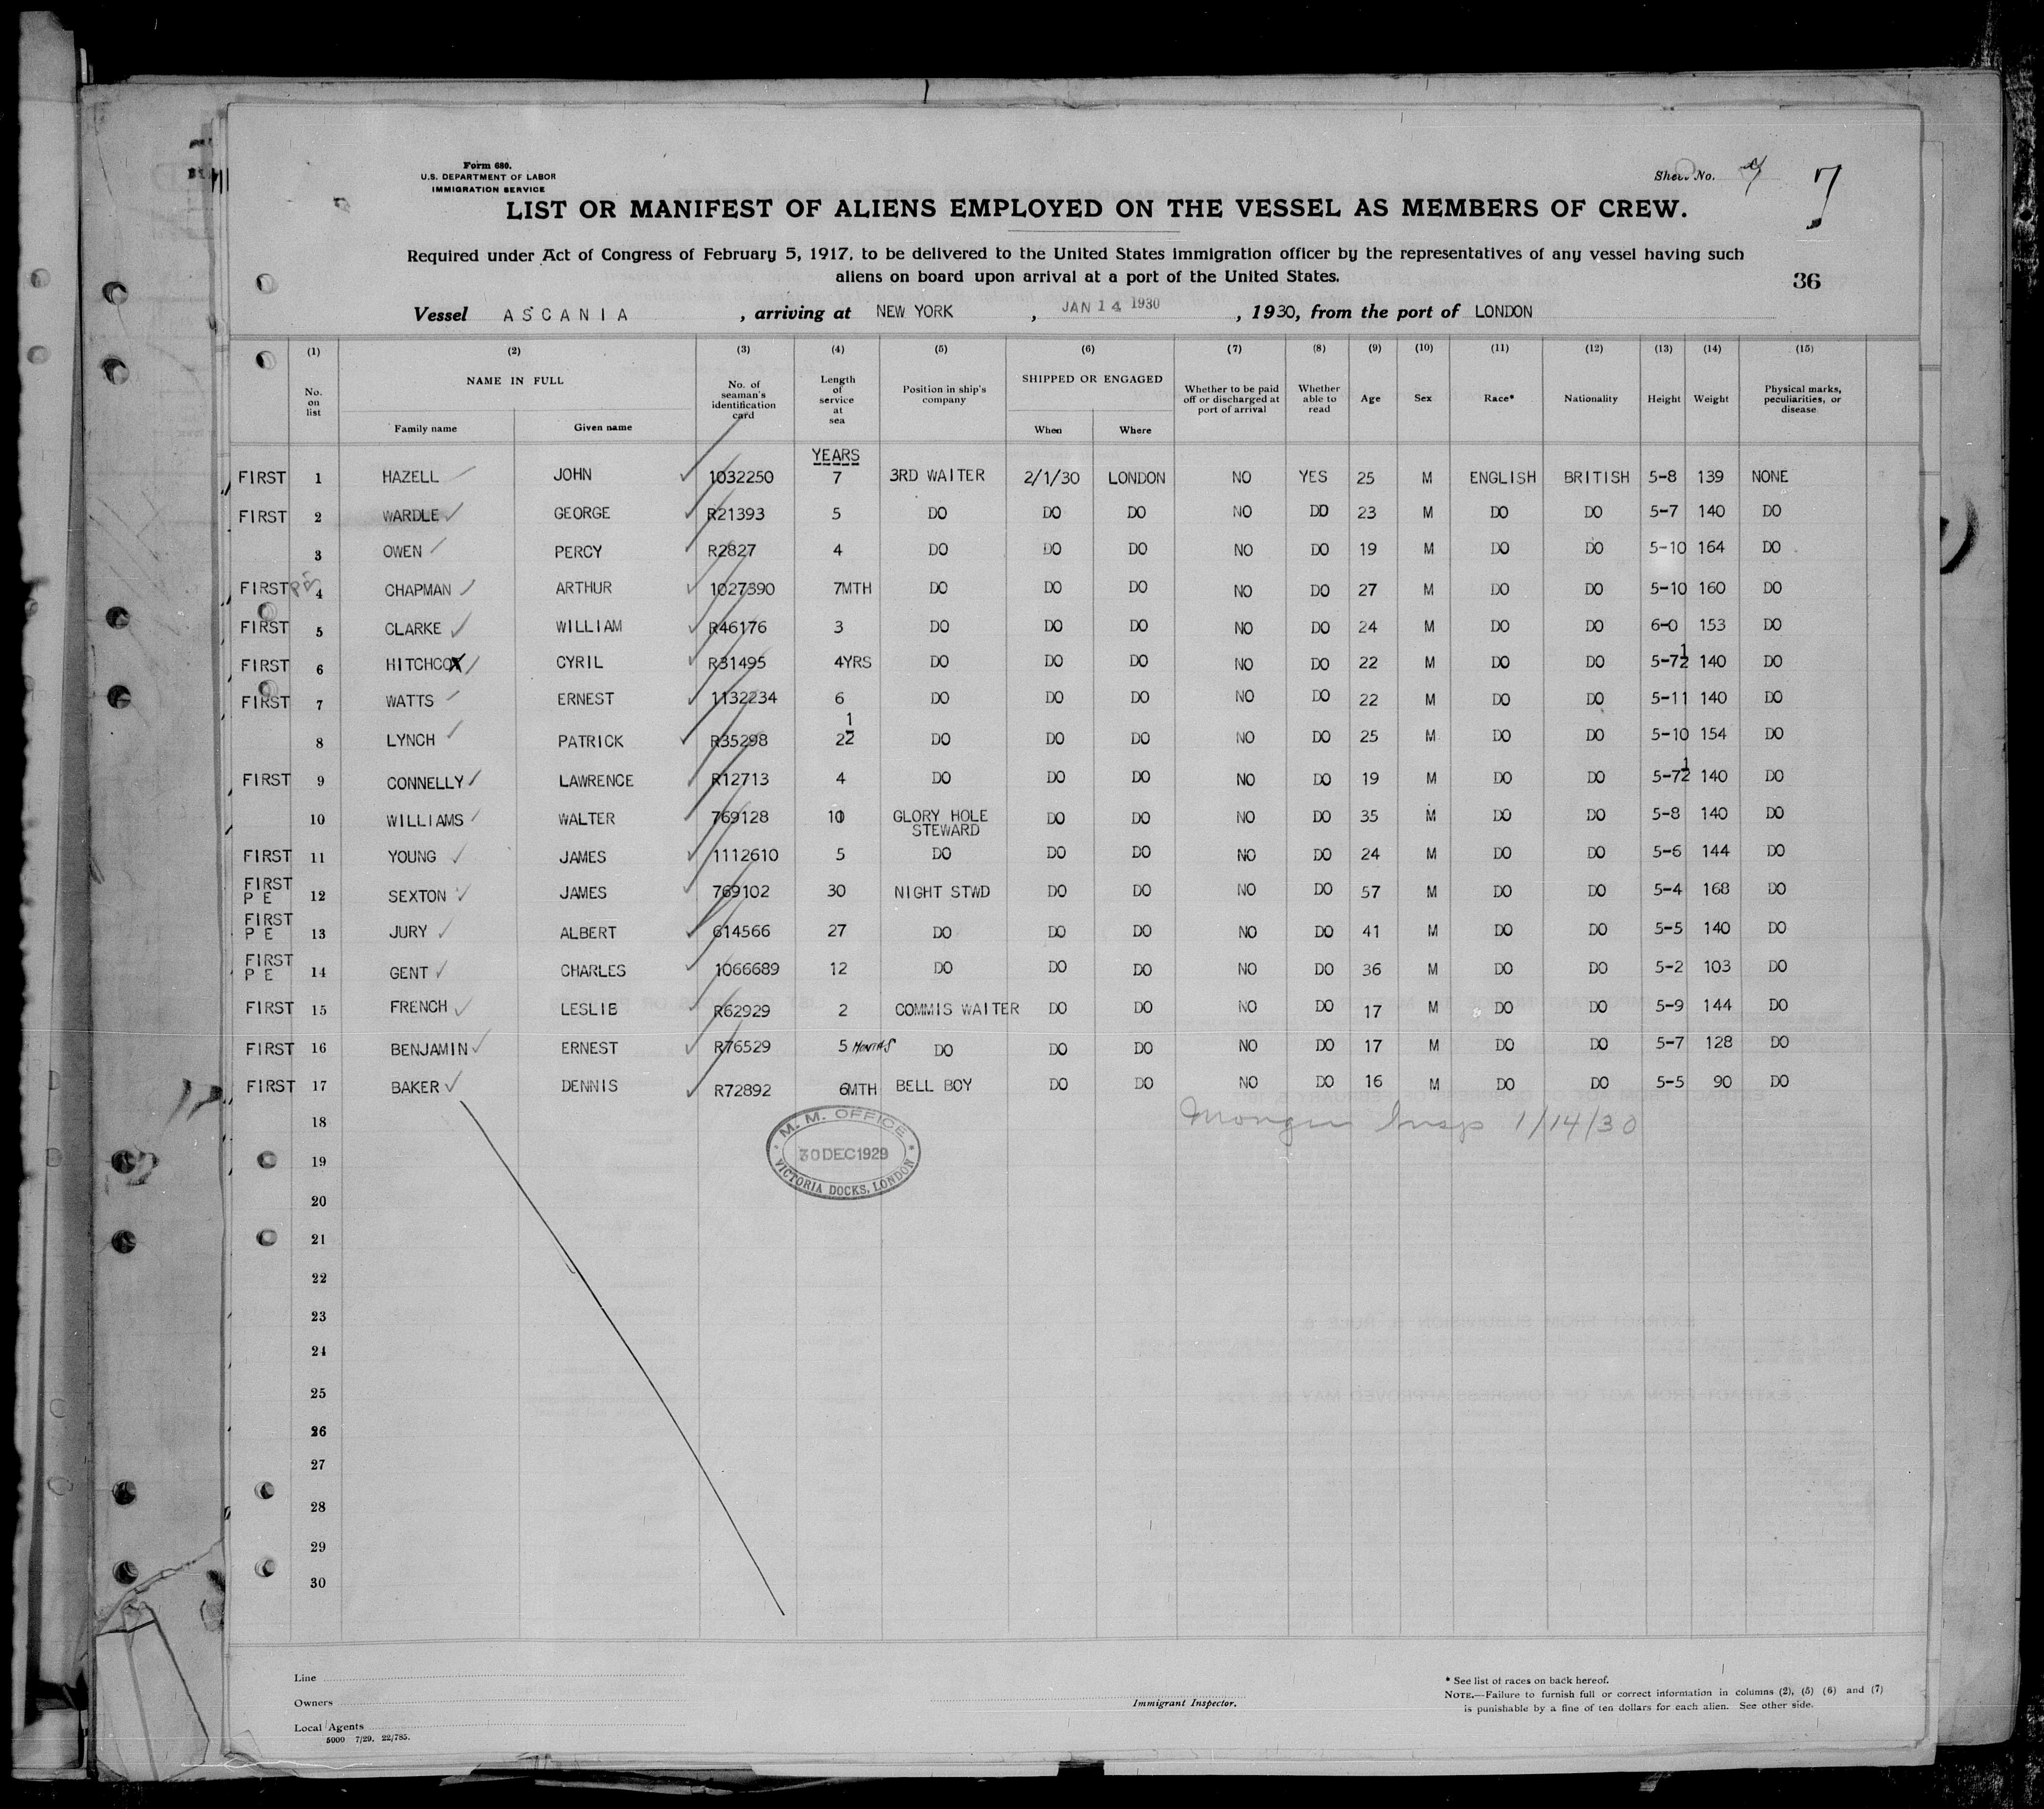 Form 680.
U.S. DEPARTMENT OF LABOR
IMMIGRATION SERVICE
Sheet No.
7
LIST OR MANIFEST OF ALIENS EMPLOYED ON THE VESSEL AS MEMBERS OF CREW.
Required under Act of Congress of February 5, 1917, to be delivered to the United States immigration officer by the representatives of any vessel having such
aliens on board upon arrival at a port of the United States.
36
Vessel ASCANIA , arriving at NEW YORK , JAN 14 1930 , 1930, from the port of LONDON
(1) (2) (3) (4) (5) (6) (7) (8) (9) (10) (11) (12) (13) (14) (15)
No. on list NAME IN FULL Family name Given name No. of seaman's identification card Length of service at sea Position in ship's company SHIPPED OR ENGAGED When Where Whether to be paid off or discharged at port of arrival Whether able to read Age Sex Race* Nationality Height Weight Physical marks, peculiarities, or disease
YEARS
FIRST 1 HAZELL JOHN 1032250 7 3RD WAITER 2/1/30 LONDON NO YES 25 M ENGLISH BRITISH 5-8 139 NONE
FIRST 2 WARDLE GEORGE R21393 5 DO DO DO NO DO 23 M DO DO 5-7 140 DO
3 OWEN PERCY R2827 4 DO DO DO NO DO 19 M DO DO 5-10 164 DO
FIRST PE 4 CHAPMAN ARTHUR 1027390 7MTH DO DO DO NO DO 27 M DO DO 5-10 160 DO
FIRST 5 CLARKE WILLIAM R46176 3 DO DO DO NO DO 24 M DO DO 6-0 153 DO
FIRST 6 HITCHCOX CYRIL R31495 4YRS DO DO DO NO DO 22 M DO DO 5-7½ 140 DO
FIRST 7 WATTS ERNEST 1132234 6 DO DO DO NO DO 22 M DO DO 5-11 140 DO
8 LYNCH PATRICK R35298 2½ DO DO DO NO DO 25 M DO DO 5-10 154 DO
FIRST 9 CONNELLY LAWRENCE R12713 4 DO DO DO NO DO 19 M DO DO 5-7½ 140 DO
10 WILLIAMS WALTER 769128 10 GLORY HOLE STEWARD DO DO NO DO 35 M DO DO 5-8 140 DO
FIRST 11 YOUNG JAMES 1112610 5 DO DO DO NO DO 24 M DO DO 5-6 144 DO
FIRST P E 12 SEXTON JAMES 769102 30 NIGHT STWD DO DO NO DO 57 M DO DO 5-4 168 DO
FIRST P E 13 JURY ALBERT 614566 27 DO DO DO NO DO 41 M DO DO 5-5 140 DO
FIRST P E 14 GENT CHARLES 1066689 12 DO DO DO NO DO 36 M DO DO 5-2 103 DO
FIRST 15 FRENCH LESLIE R62929 2 COMMIS WAITER DO DO NO DO 17 M DO DO 5-9 144 DO
FIRST 16 BENJAMIN ERNEST R76529 5 MONTHS DO DO DO NO DO 17 M DO DO 5-7 128 DO
FIRST 17 BAKER DENNIS R72892 6MTH BELL BOY DO DO NO DO 16 M DO DO 5-5 90 DO
18
Insp 1/14/30
M. M. OFFICE
30 DEC 1929
VICTORIA DOCKS, LONDON
19
20
21
22
23
24
25
26
27
28
29
30
Line
Owners
Local Agents
5000 7/29. 22/785.
Immigrant Inspector.
* See list of races on back hereof.
NOTE.—Failure to furnish full or correct information in columns (2), (5) (6) and (7)
is punishable by a fine of ten dollars for each alien. See other side.